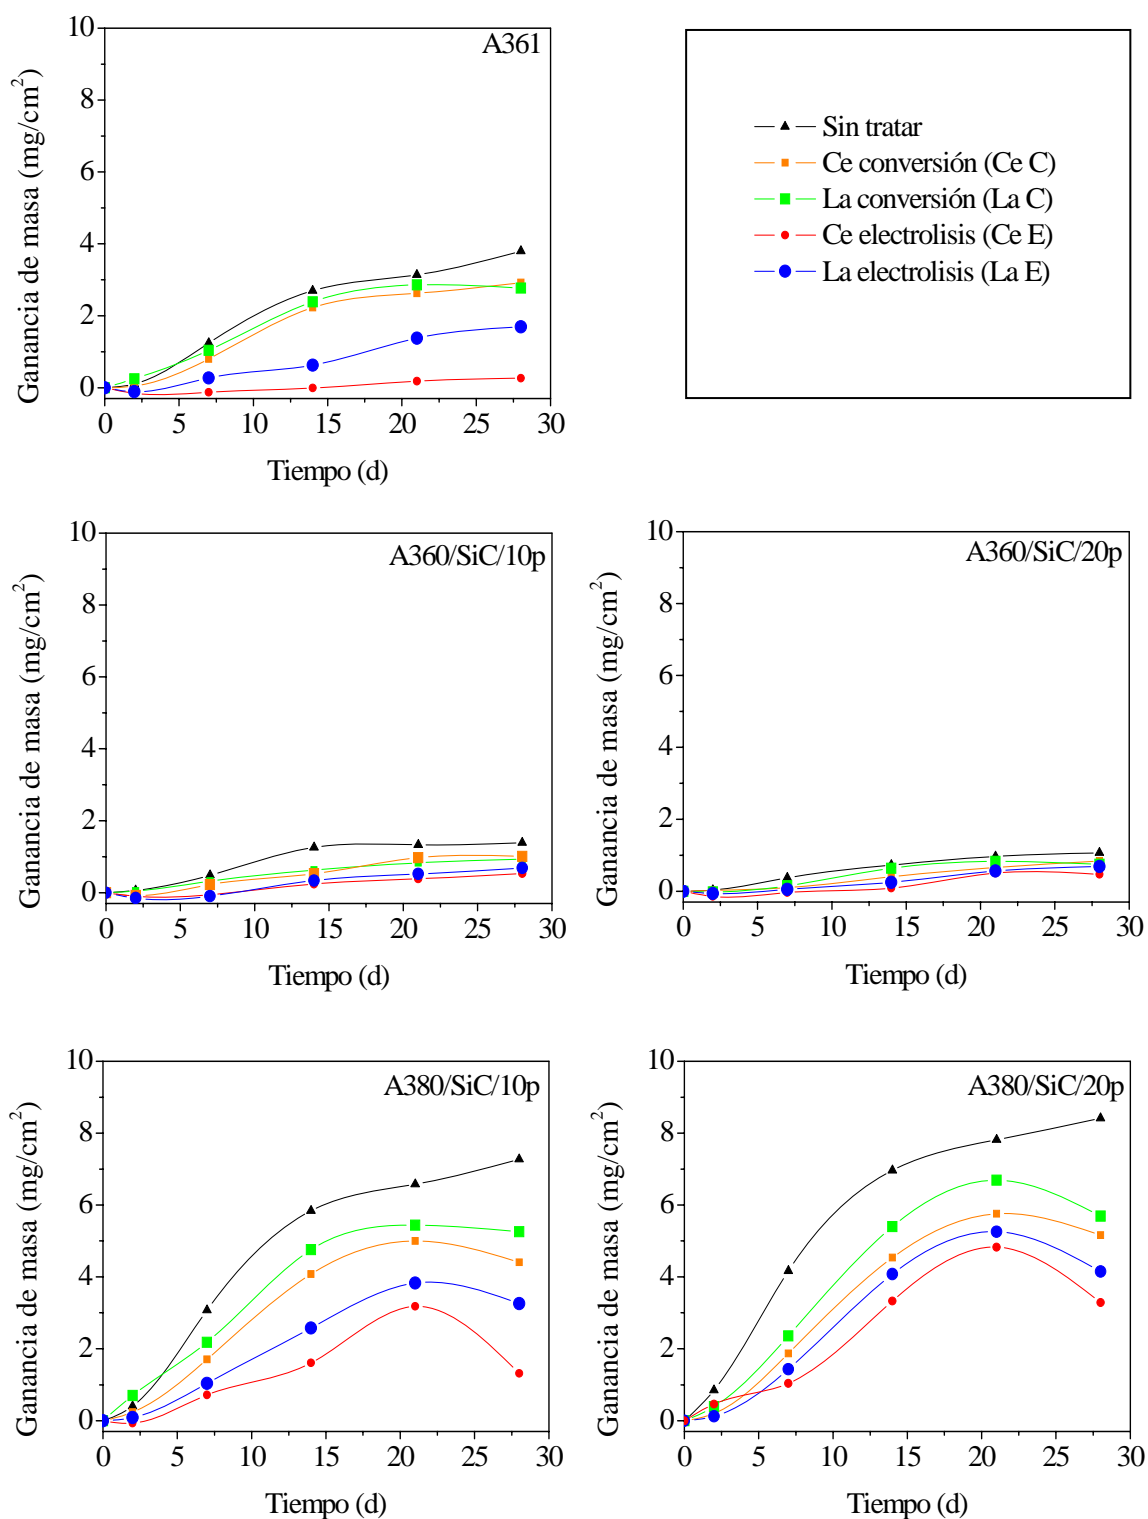 A361
10
8
6
4
2
0
0 5 10 15 20 25 30
Ganancia de masa (mg/cm²)
Tiempo (d)
Sin tratar
Ce conversión (Ce C)
La conversión (La C)
Ce electrolisis (Ce E)
La electrolisis (La E)
A360/SiC/10p
10
8
6
4
2
0
0 5 10 15 20 25 30
Ganancia de masa (mg/cm²)
Tiempo (d)
A360/SiC/20p
10
8
6
4
2
0
0 5 10 15 20 25 30
Ganancia de masa (mg/cm²)
Tiempo (d)
A380/SiC/10p
10
8
6
4
2
0
0 5 10 15 20 25 30
Ganancia de masa (mg/cm²)
Tiempo (d)
A380/SiC/20p
10
8
6
4
2
0
0 5 10 15 20 25 30
Ganancia de masa (mg/cm²)
Tiempo (d)